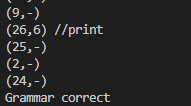 (9,-)
(26,6) //print
(25,-)
(2,-)
(24,-)
Grammar correct